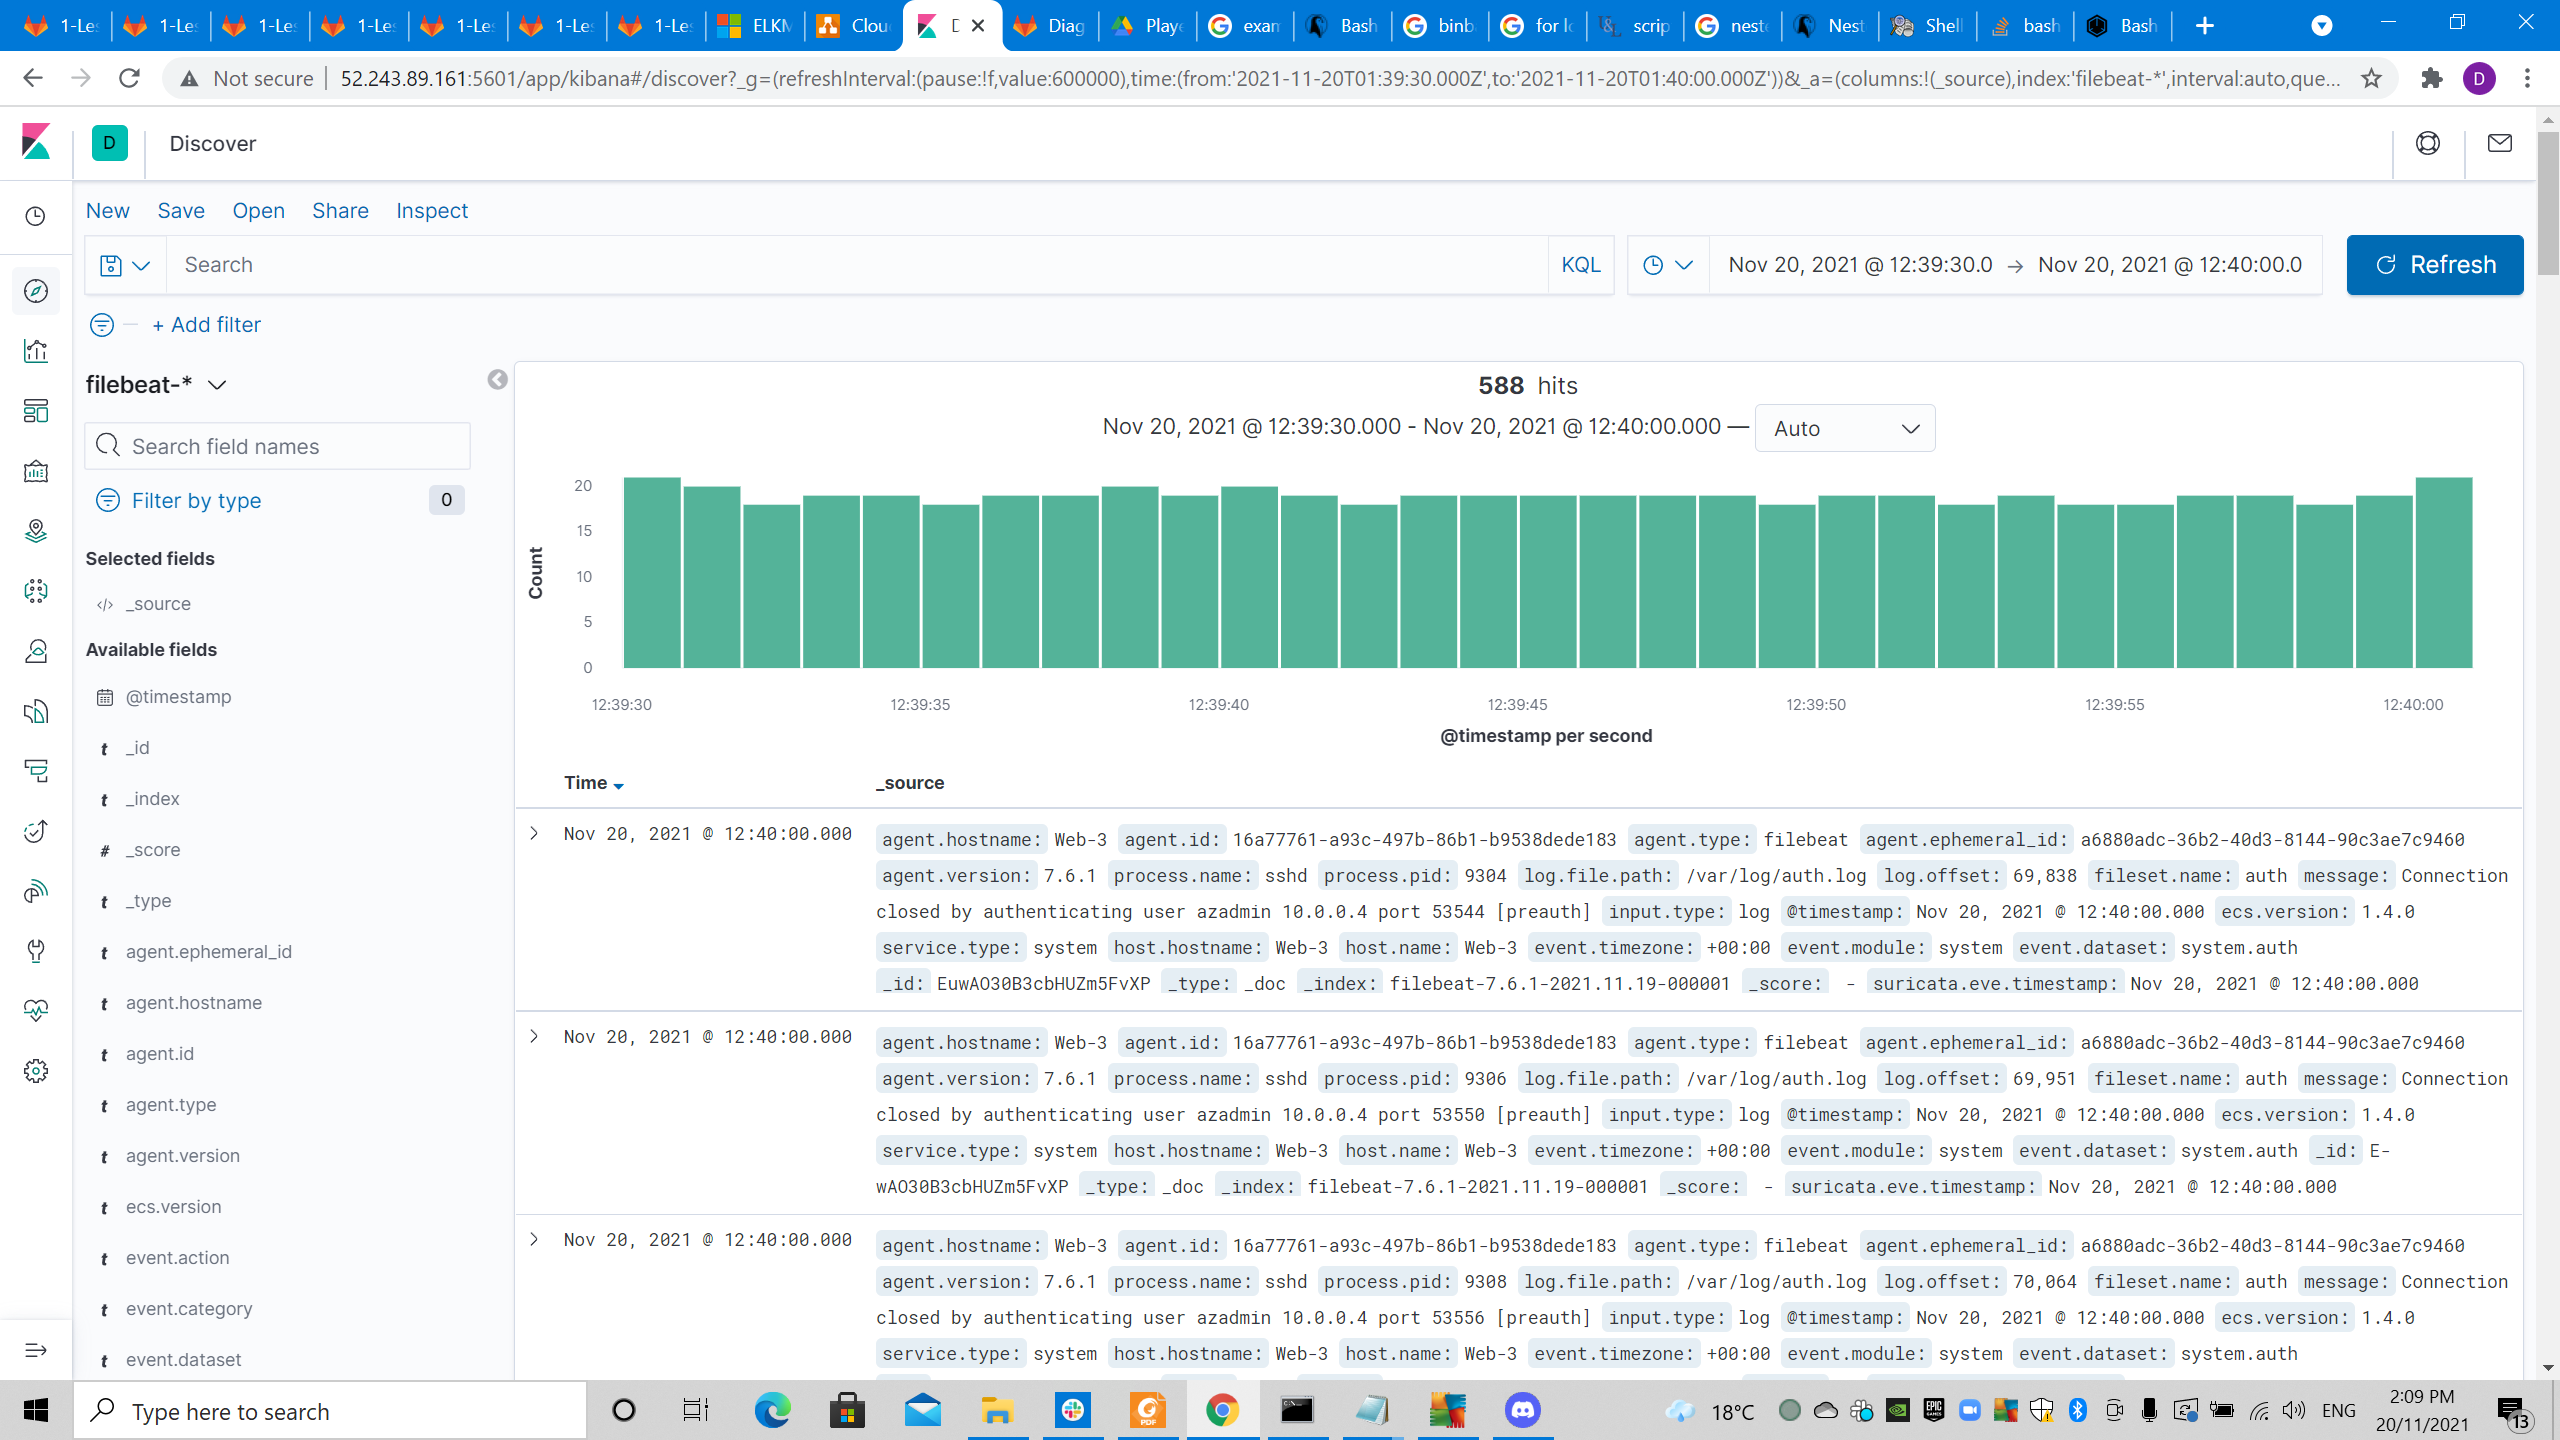 1-Les 1-Les 1-Les 1-Les 1-Les 1-Les 1-Les ELKM Clou D Diag Playe exam Bash binb for lo scrip neste Nest Shell bash Bash
Not secure 52.243.89.161:5601/app/kibana#/discover?_g=(refreshInterval:(pause:!f,value:600000),time:(from:'2021-11-20T01:39:30.000Z',to:'2021-11-20T01:40:00.000Z'))&_a=(columns:!(_source),index:'filebeat-*',interval:auto,que... D
D Discover
New Save Open Share Inspect
Search KQL Nov 20, 2021 @ 12:39:30.0 → Nov 20, 2021 @ 12:40:00.0 Refresh
+ Add filter
filebeat-*
Search field names
Filter by type 0
Selected fields
_source
Available fields
@timestamp
t _id
t _index
# _score
t _type
t agent.ephemeral_id
t agent.hostname
t agent.id
t agent.type
t agent.version
t ecs.version
t event.action
t event.category
t event.dataset
588 hits
Nov 20, 2021 @ 12:39:30.000 - Nov 20, 2021 @ 12:40:00.000 — Auto
Count
20
15
10
5
0
12:39:30 12:39:35 12:39:40 12:39:45 12:39:50 12:39:55 12:40:00
@timestamp per second
Time _source
Nov 20, 2021 @ 12:40:00.000 agent.hostname: Web-3 agent.id: 16a77761-a93c-497b-86b1-b9538dede183 agent.type: filebeat agent.ephemeral_id: a6880adc-36b2-40d3-8144-90c3ae7c9460
agent.version: 7.6.1 process.name: sshd process.pid: 9304 log.file.path: /var/log/auth.log log.offset: 69,838 fileset.name: auth message: Connection
closed by authenticating user azadmin 10.0.0.4 port 53544 [preauth] input.type: log @timestamp: Nov 20, 2021 @ 12:40:00.000 ecs.version: 1.4.0
service.type: system host.hostname: Web-3 host.name: Web-3 event.timezone: +00:00 event.module: system event.dataset: system.auth
_id: EuwAO30B3cbHUZm5FvXP _type: _doc _index: filebeat-7.6.1-2021.11.19-000001 _score: - suricata.eve.timestamp: Nov 20, 2021 @ 12:40:00.000
Nov 20, 2021 @ 12:40:00.000 agent.hostname: Web-3 agent.id: 16a77761-a93c-497b-86b1-b9538dede183 agent.type: filebeat agent.ephemeral_id: a6880adc-36b2-40d3-8144-90c3ae7c9460
agent.version: 7.6.1 process.name: sshd process.pid: 9306 log.file.path: /var/log/auth.log log.offset: 69,951 fileset.name: auth message: Connection
closed by authenticating user azadmin 10.0.0.4 port 53550 [preauth] input.type: log @timestamp: Nov 20, 2021 @ 12:40:00.000 ecs.version: 1.4.0
service.type: system host.hostname: Web-3 host.name: Web-3 event.timezone: +00:00 event.module: system event.dataset: system.auth _id: E-
wAO30B3cbHUZm5FvXP _type: _doc _index: filebeat-7.6.1-2021.11.19-000001 _score: - suricata.eve.timestamp: Nov 20, 2021 @ 12:40:00.000
Nov 20, 2021 @ 12:40:00.000 agent.hostname: Web-3 agent.id: 16a77761-a93c-497b-86b1-b9538dede183 agent.type: filebeat agent.ephemeral_id: a6880adc-36b2-40d3-8144-90c3ae7c9460
agent.version: 7.6.1 process.name: sshd process.pid: 9308 log.file.path: /var/log/auth.log log.offset: 70,064 fileset.name: auth message: Connection
closed by authenticating user azadmin 10.0.0.4 port 53556 [preauth] input.type: log @timestamp: Nov 20, 2021 @ 12:40:00.000 ecs.version: 1.4.0
service.type: system host.hostname: Web-3 host.name: Web-3 event.timezone: +00:00 event.module: system event.dataset: system.auth
Type here to search PDF EPIC GAMES 18°C ENG 2:09 PM
20/11/2021 13